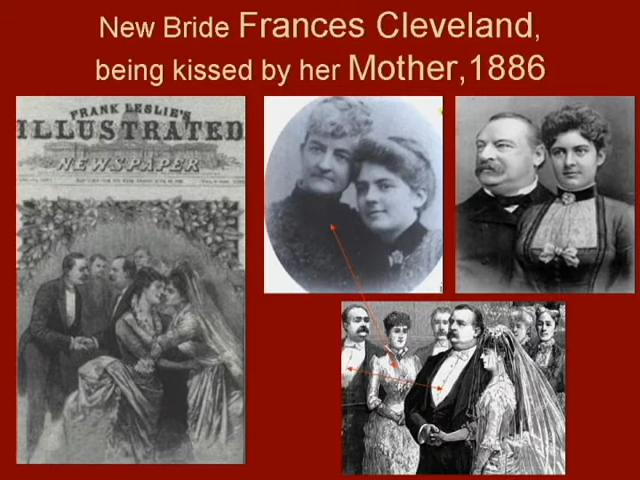 New Bride Frances Cleveland,
being kissed by her Mother,1886
FRANK LESLIE'S
ILLUSTRATED
NEWSPAPER